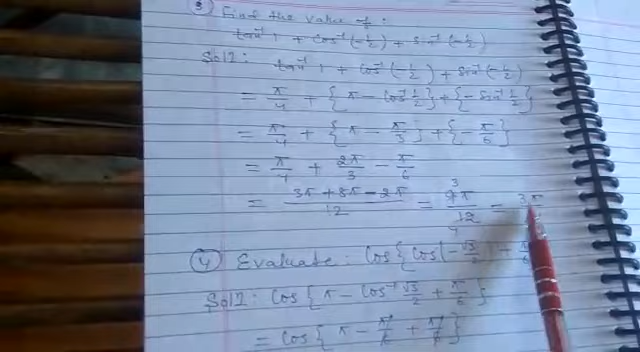 ③ Find the value of :
tan⁻¹ 1 + cos⁻¹(-1/2) + sin⁻¹(-1/2)
Sol?: tan⁻¹ 1 + cos⁻¹(-1/2) + sin⁻¹(-1/2)
= π/4 + {π - cos⁻¹ 1/2} + {- sin⁻¹ 1/2}
= π/4 + {π - π/3} + {- π/6}
= π/4 + 2π/3 - π/6
= (3π + 8π - 2π)/12 = 9π/12 = 3π
④ Evaluate: cos{cos⁻¹(-√3/2) + π/6}
Sol?: cos{π - cos⁻¹ √3/2 + π/6}
= cos{π - π/6 + π/6}